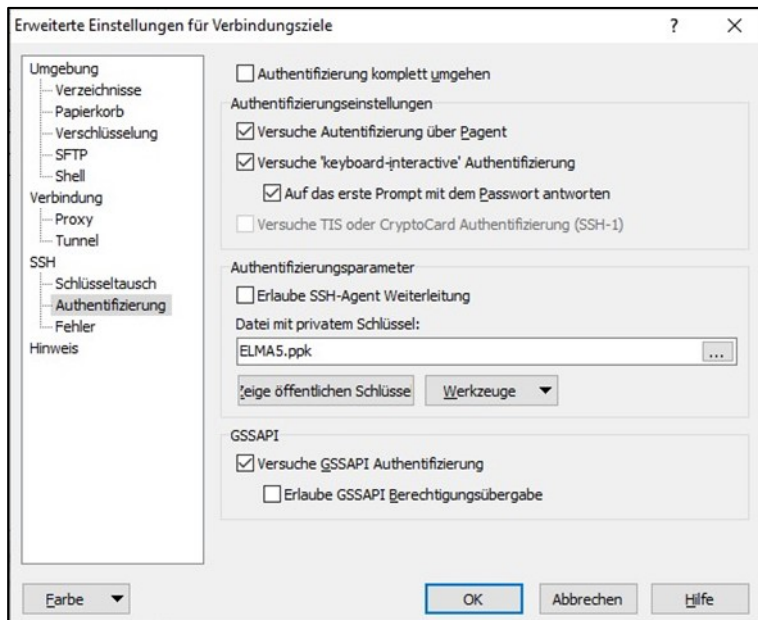 Erweiterte Einstellungen für Verbindungsziele
?
Umgebung
Verzeichnisse
Papierkorb
Verschlüsselung
SFTP
Shell
Verbindung
Proxy
Tunnel
SSH
Schlüsseltausch
Authentifizierung
Fehler
Hinweis
Authentifizierung komplett umgehen
Authentifizierungseinstellungen
Versuche Autentifizierung über Pagent
Versuche 'keyboard-interactive' Authentifizierung
Auf das erste Prompt mit dem Passwort antworten
Versuche TIS oder CryptoCard Authentifizierung (SSH-1)
Authentifizierungsparameter
Erlaube SSH-Agent Weiterleitung
Datei mit privatem Schlüssel:
ELMA5.ppk
...
Zeige öffentlichen Schlüsse
Werkzeuge
GSSAPI
Versuche GSSAPI Authentifizierung
Erlaube GSSAPI Berechtigungsübergabe
Farbe
OK
Abbrechen
Hilfe